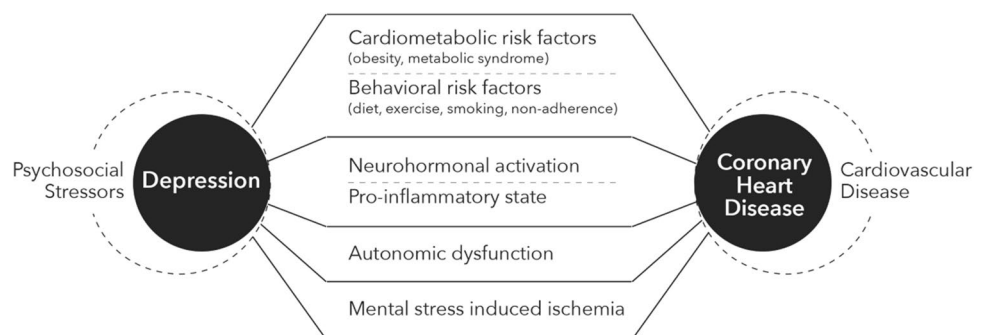 Cardiometabolic risk factors
(obesity, metabolic syndrome)
Behavioral risk factors
(diet, exercise, smoking, non-adherence)
Psychosocial
Stressors
Depression
Neurohormonal activation
Pro-inflammatory state
Coronary
Heart
Disease
Cardiovascular
Disease
Autonomic dysfunction
Mental stress induced ischemia